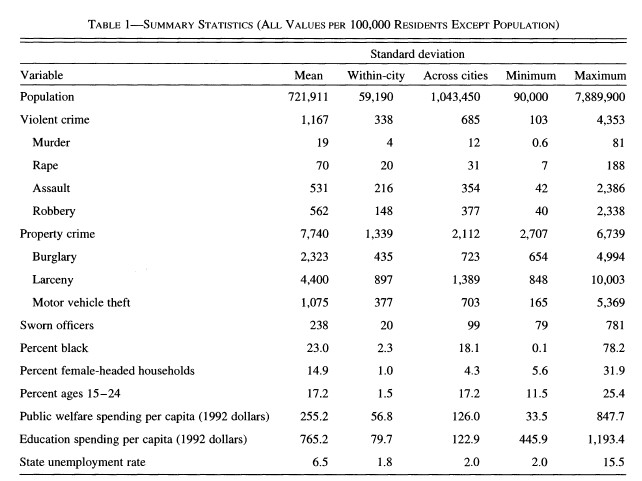 TABLE 1—SUMMARY STATISTICS (ALL VALUES PER 100,000 RESIDENTS EXCEPT POPULATION)
Standard deviation
Variable Mean Within-city Across cities Minimum Maximum
Population 721,911 59,190 1,043,450 90,000 7,889,900
Violent crime 1,167 338 685 103 4,353
Murder 19 4 12 0.6 81
Rape 70 20 31 7 188
Assault 531 216 354 42 2,386
Robbery 562 148 377 40 2,338
Property crime 7,740 1,339 2,112 2,707 6,739
Burglary 2,323 435 723 654 4,994
Larceny 4,400 897 1,389 848 10,003
Motor vehicle theft 1,075 377 703 165 5,369
Sworn officers 238 20 99 79 781
Percent black 23.0 2.3 18.1 0.1 78.2
Percent female-headed households 14.9 1.0 4.3 5.6 31.9
Percent ages 15–24 17.2 1.5 17.2 11.5 25.4
Public welfare spending per capita (1992 dollars) 255.2 56.8 126.0 33.5 847.7
Education spending per capita (1992 dollars) 765.2 79.7 122.9 445.9 1,193.4
State unemployment rate 6.5 1.8 2.0 2.0 15.5